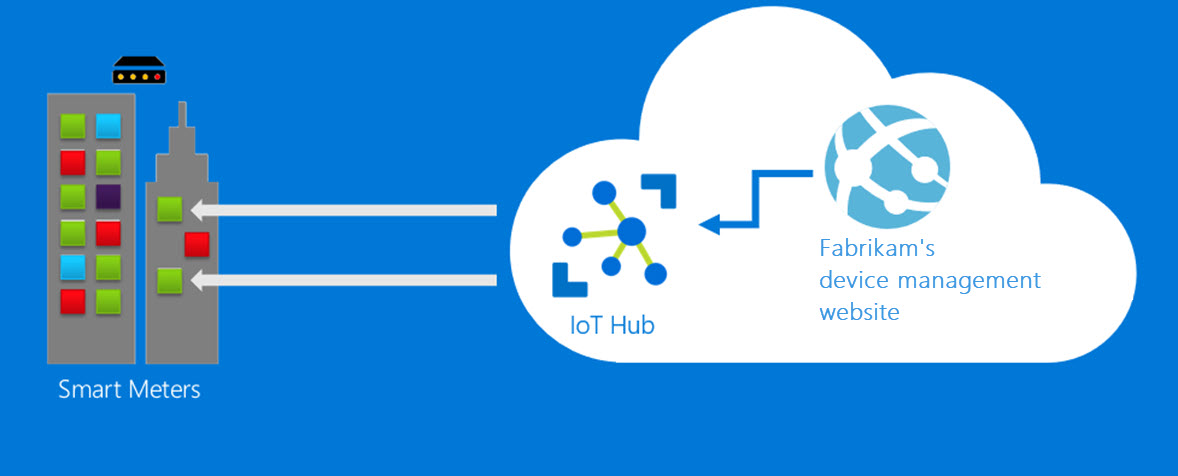 Smart Meters
IoT Hub
Fabrikam's
device management
website